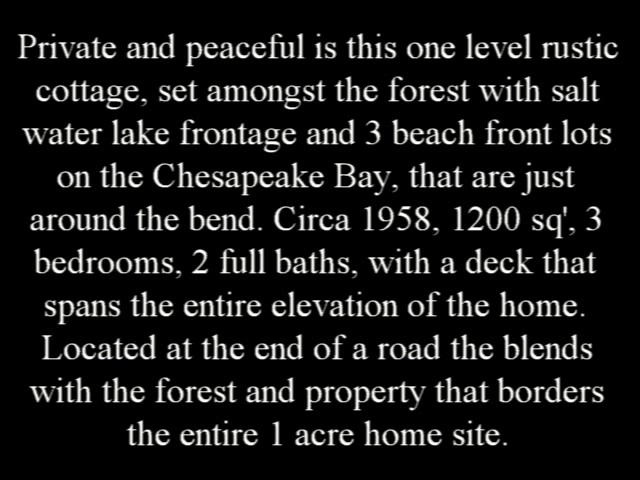 Private and peaceful is this one level rustic
cottage, set amongst the forest with salt
water lake frontage and 3 beach front lots
on the Chesapeake Bay, that are just
around the bend. Circa 1958, 1200 sq', 3
bedrooms, 2 full baths, with a deck that
spans the entire elevation of the home.
Located at the end of a road the blends
with the forest and property that borders
the entire 1 acre home site.